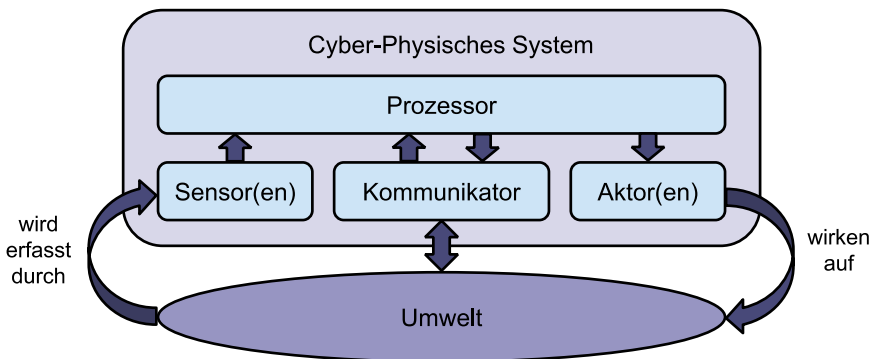 Cyber-Physisches System
Prozessor
Sensor(en)
Kommunikator
Aktor(en)
wird
erfasst
durch
wirken
auf
Umwelt